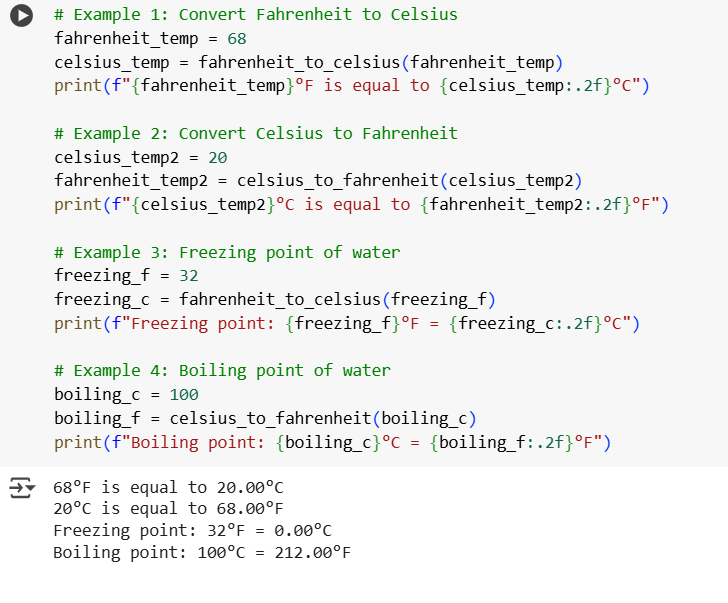 # Example 1: Convert Fahrenheit to Celsius
fahrenheit_temp = 68
celsius_temp = fahrenheit_to_celsius(fahrenheit_temp)
print(f"{fahrenheit_temp}°F is equal to {celsius_temp:.2f}°C")

# Example 2: Convert Celsius to Fahrenheit
celsius_temp2 = 20
fahrenheit_temp2 = celsius_to_fahrenheit(celsius_temp2)
print(f"{celsius_temp2}°C is equal to {fahrenheit_temp2:.2f}°F")

# Example 3: Freezing point of water
freezing_f = 32
freezing_c = fahrenheit_to_celsius(freezing_f)
print(f"Freezing point: {freezing_f}°F = {freezing_c:.2f}°C")

# Example 4: Boiling point of water
boiling_c = 100
boiling_f = celsius_to_fahrenheit(boiling_c)
print(f"Boiling point: {boiling_c}°C = {boiling_f:.2f}°F")

68°F is equal to 20.00°C
20°C is equal to 68.00°F
Freezing point: 32°F = 0.00°C
Boiling point: 100°C = 212.00°F